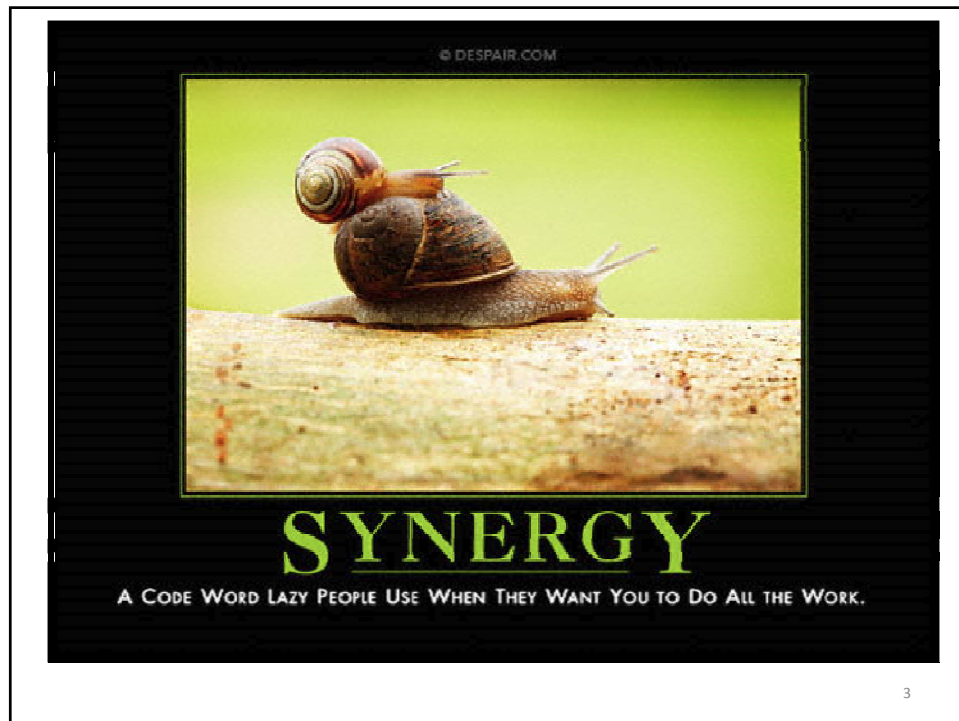 © DESPAIR.COM
SYNERGY
A CODE WORD LAZY PEOPLE USE WHEN THEY WANT YOU TO DO ALL THE WORK.
3